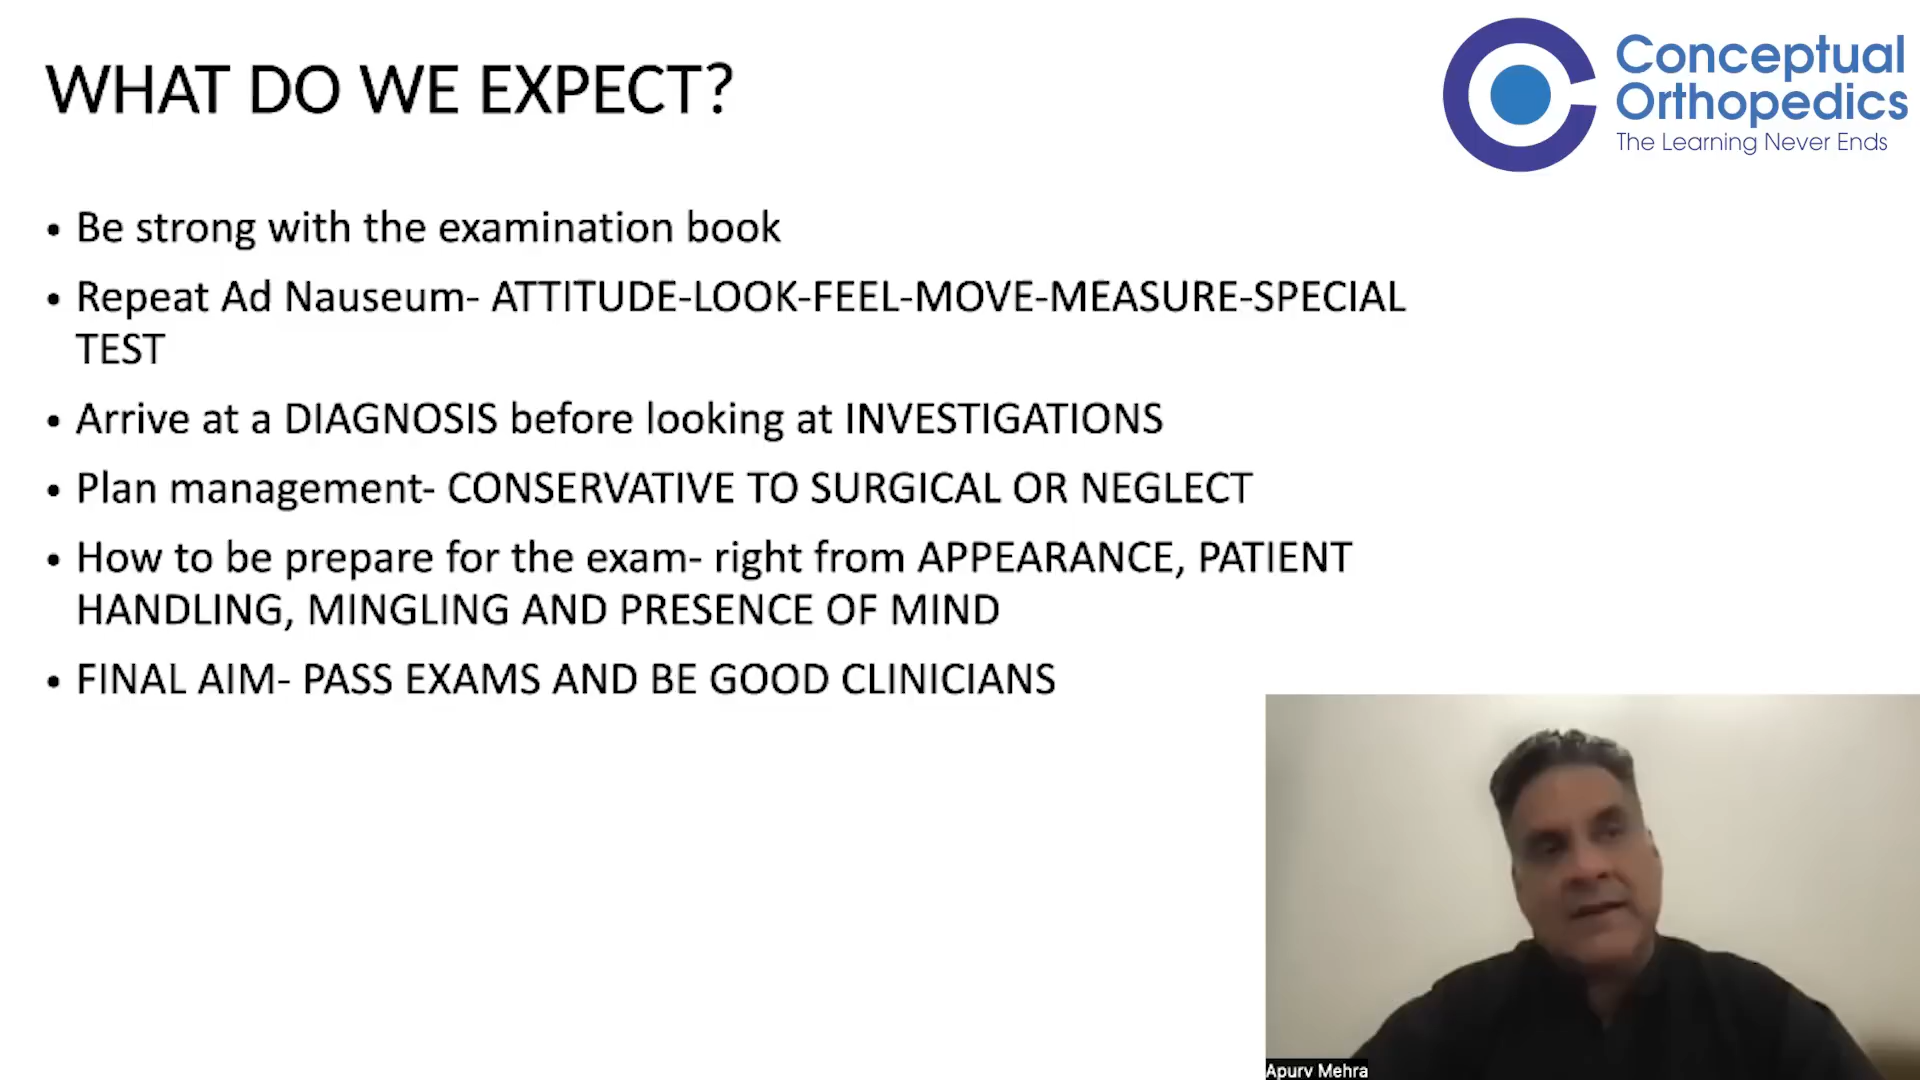 WHAT DO WE EXPECT?
Conceptual
Orthopedics
The Learning Never Ends
• Be strong with the examination book
• Repeat Ad Nauseum- ATTITUDE-LOOK-FEEL-MOVE-MEASURE-SPECIAL
TEST
• Arrive at a DIAGNOSIS before looking at INVESTIGATIONS
• Plan management- CONSERVATIVE TO SURGICAL OR NEGLECT
• How to be prepare for the exam- right from APPEARANCE, PATIENT
HANDLING, MINGLING AND PRESENCE OF MIND
• FINAL AIM- PASS EXAMS AND BE GOOD CLINICIANS
Apurv Mehra